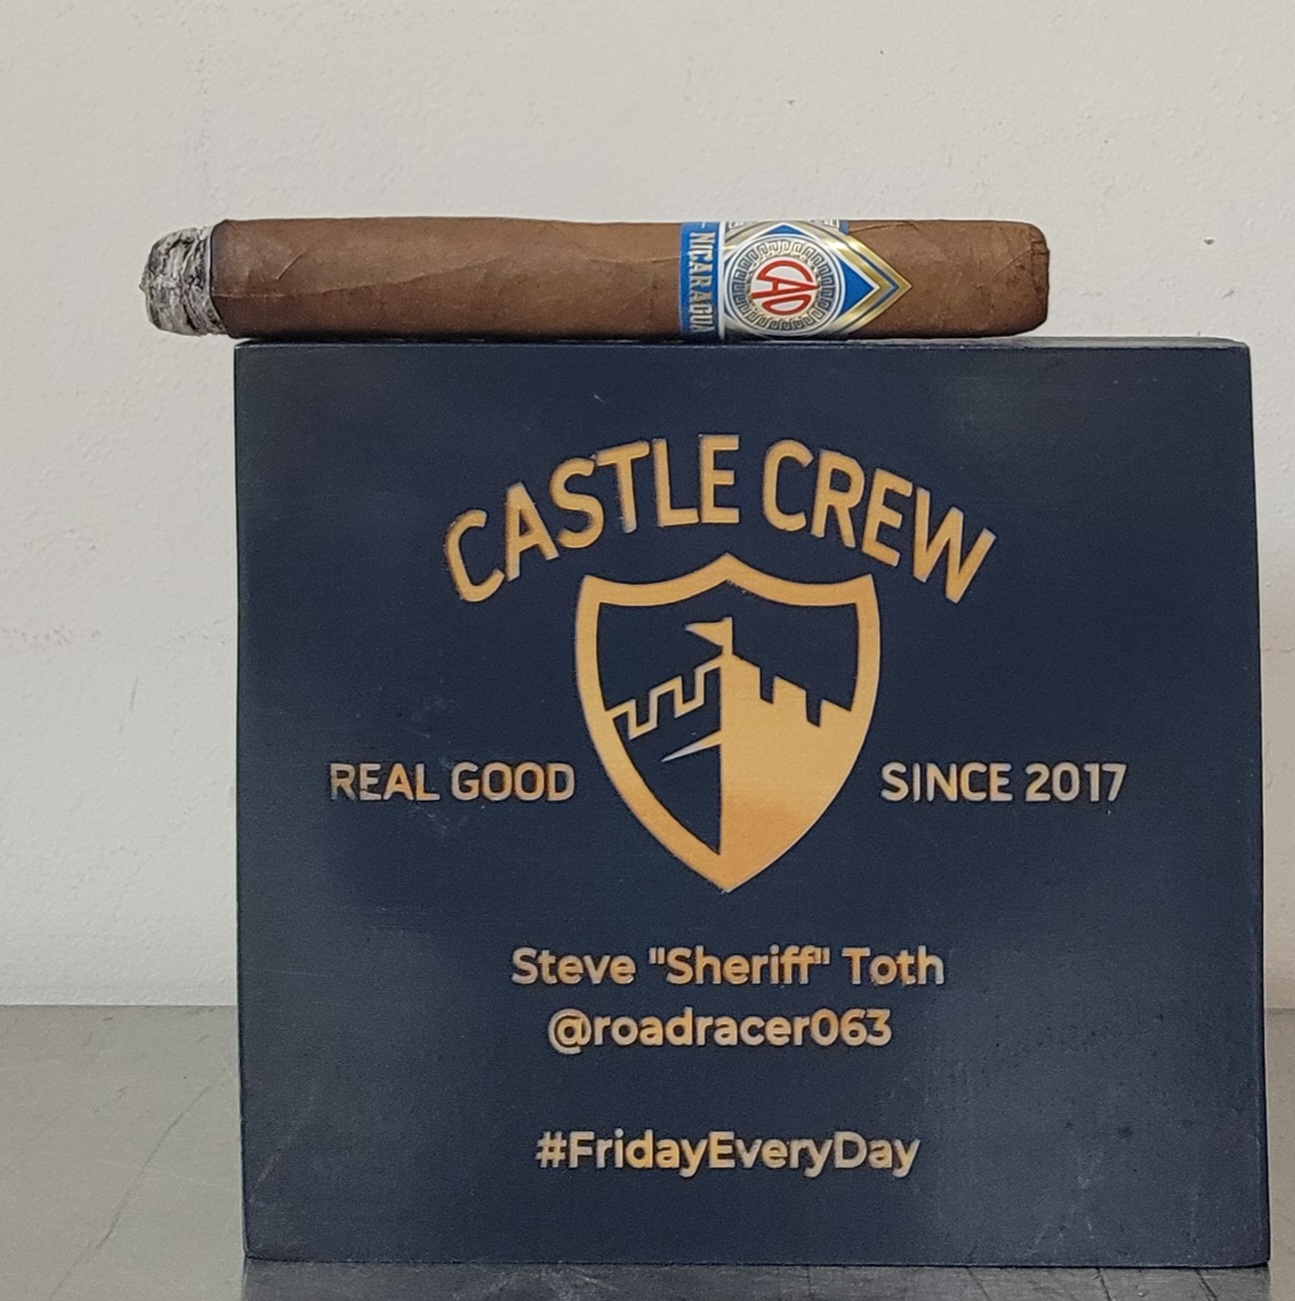 NICARAGUA
CAO
CASTLE CREW
REAL GOOD
SINCE 2017
Steve "Sheriff" Toth
@roadracer063
#FridayEveryDay